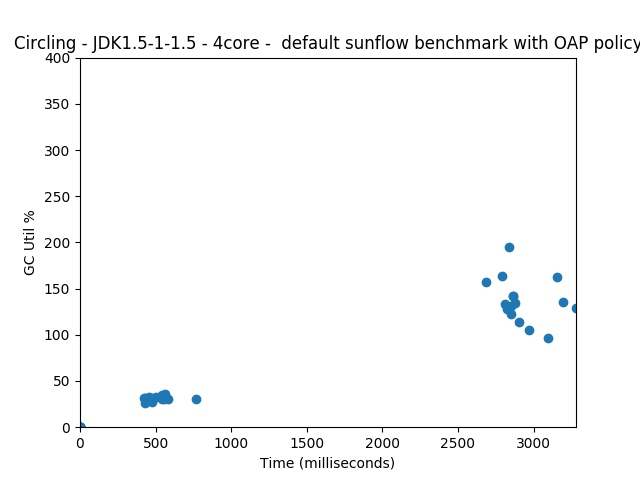 Circling - JDK1.5-1-1.5 - 4core -  default sunflow benchmark with OAP policy
400
350
300
250
200
150
100
50
0
GC Util %
0 500 1000 1500 2000 2500 3000
Time (milliseconds)